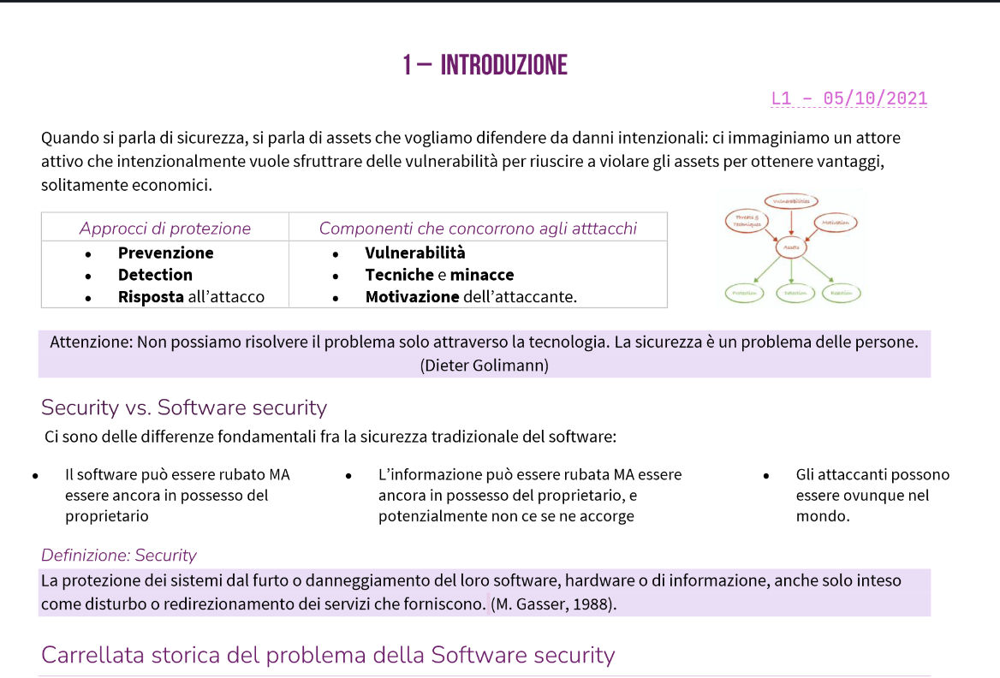 1 – INTRODUZIONE
L1 – 05/10/2021
Quando si parla di sicurezza, si parla di assets che vogliamo difendere da danni intenzionali: ci immaginiamo un attore
attivo che intenzionalmente vuole sfruttrare delle vulnerabilità per riuscire a violare gli assets per ottenere vantaggi,
solitamente economici.
Approcci di protezione
• Prevenzione
• Detection
• Risposta all’attacco
Componenti che concorrono agli atttacchi
• Vulnerabilità
• Tecniche e minacce
• Motivazione dell’attaccante.
Vulnerabilities
Threats &
Techniques
Motivation
Assets
Protection
Detection
Reaction
Attenzione: Non possiamo risolvere il problema solo attraverso la tecnologia. La sicurezza è un problema delle persone.
(Dieter Golimann)
Security vs. Software security
Ci sono delle differenze fondamentali fra la sicurezza tradizionale del software:
• Il software può essere rubato MA
essere ancora in possesso del
proprietario
• L’informazione può essere rubata MA essere
ancora in possesso del proprietario, e
potenzialmente non ce se ne accorge
• Gli attaccanti possono
essere ovunque nel
mondo.
Definizione: Security
La protezione dei sistemi dal furto o danneggiamento del loro software, hardware o di informazione, anche solo inteso
come disturbo o redirezionamento dei servizi che forniscono. (M. Gasser, 1988).
Carrellata storica del problema della Software security